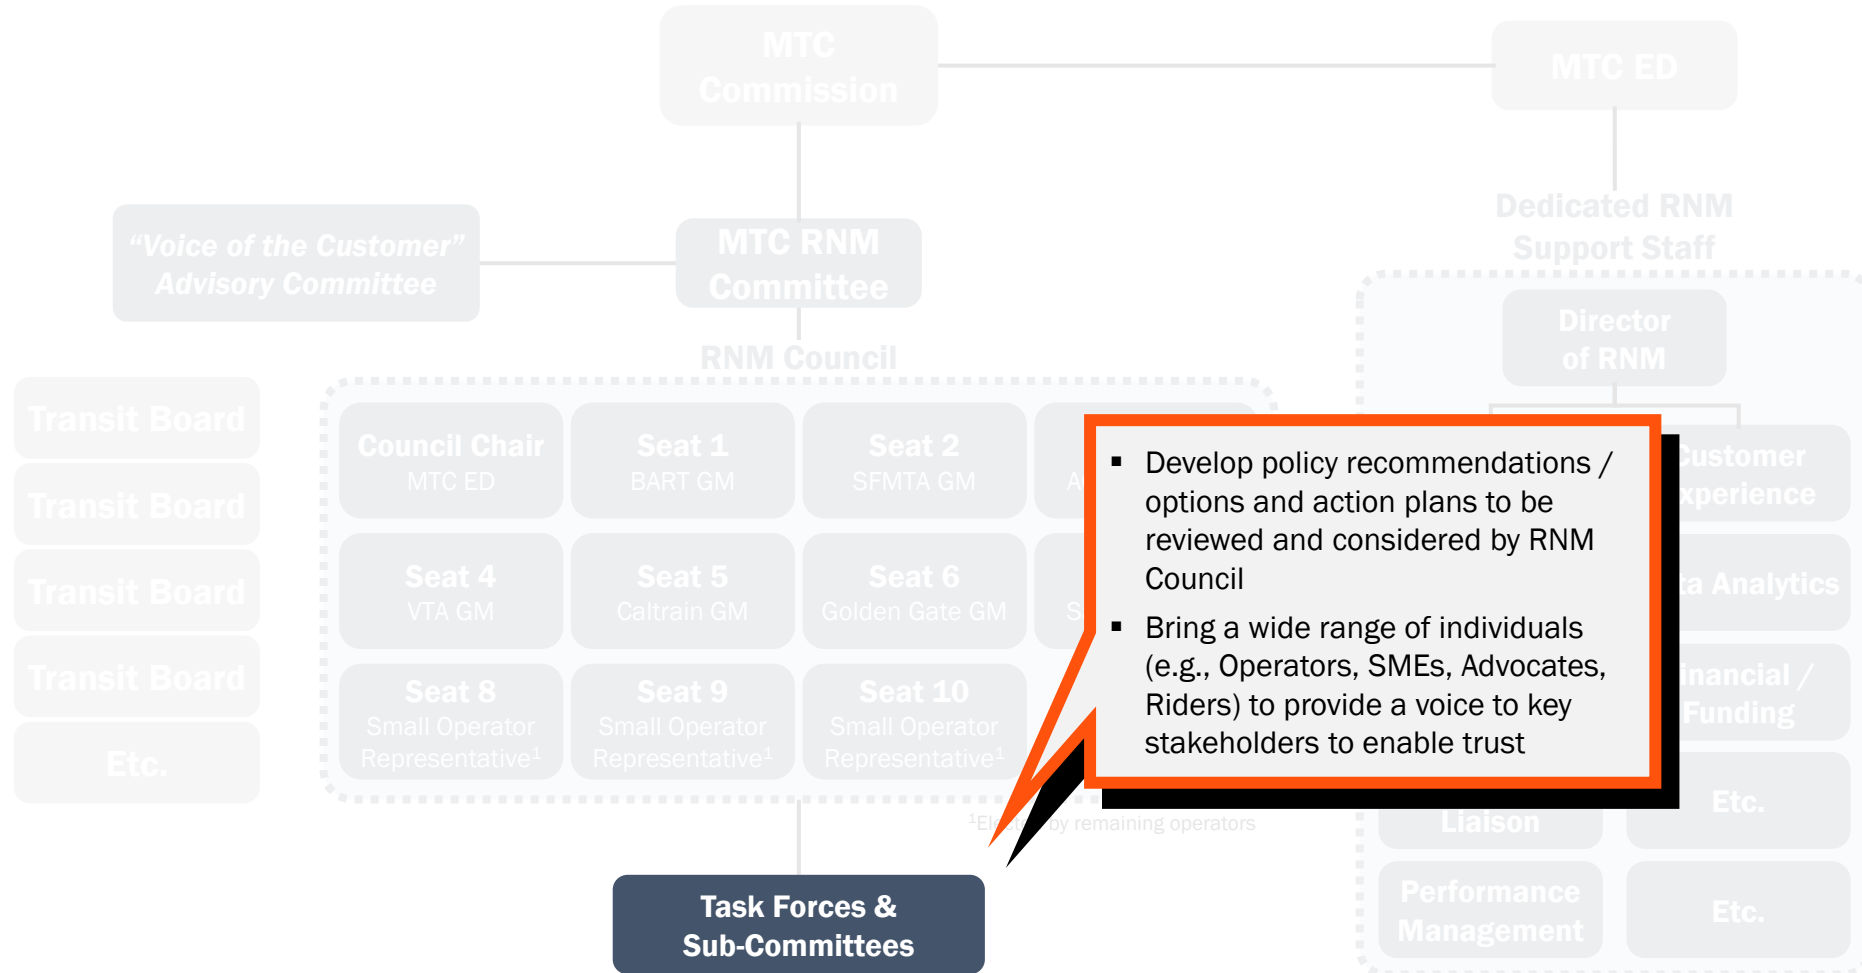 MTC
Commission
MTC ED
Dedicated RNM
Support Staff
“Voice of the Customer”
Advisory Committee
MTC RNM
Committee
Director
of RNM
RNM Council
Transit Board
Transit Board
Transit Board
Transit Board
Etc.
Council Chair
MTC ED
Seat 1
BART GM
Seat 2
SFMTA GM
Seat 4
VTA GM
Seat 5
Caltrain GM
Seat 6
Golden Gate GM
Seat 8
Small Operator
Representative¹
Seat 9
Small Operator
Representative¹
Seat 10
Small Operator
Representative¹
▪ Develop policy recommendations /
options and action plans to be
reviewed and considered by RNM
Council
▪ Bring a wide range of individuals
(e.g., Operators, SMEs, Advocates,
Riders) to provide a voice to key
stakeholders to enable trust
Analytics
Funding
Liaison
Etc.
Performance
Management
Etc.
by remaining operators
Task Forces &
Sub-Committees